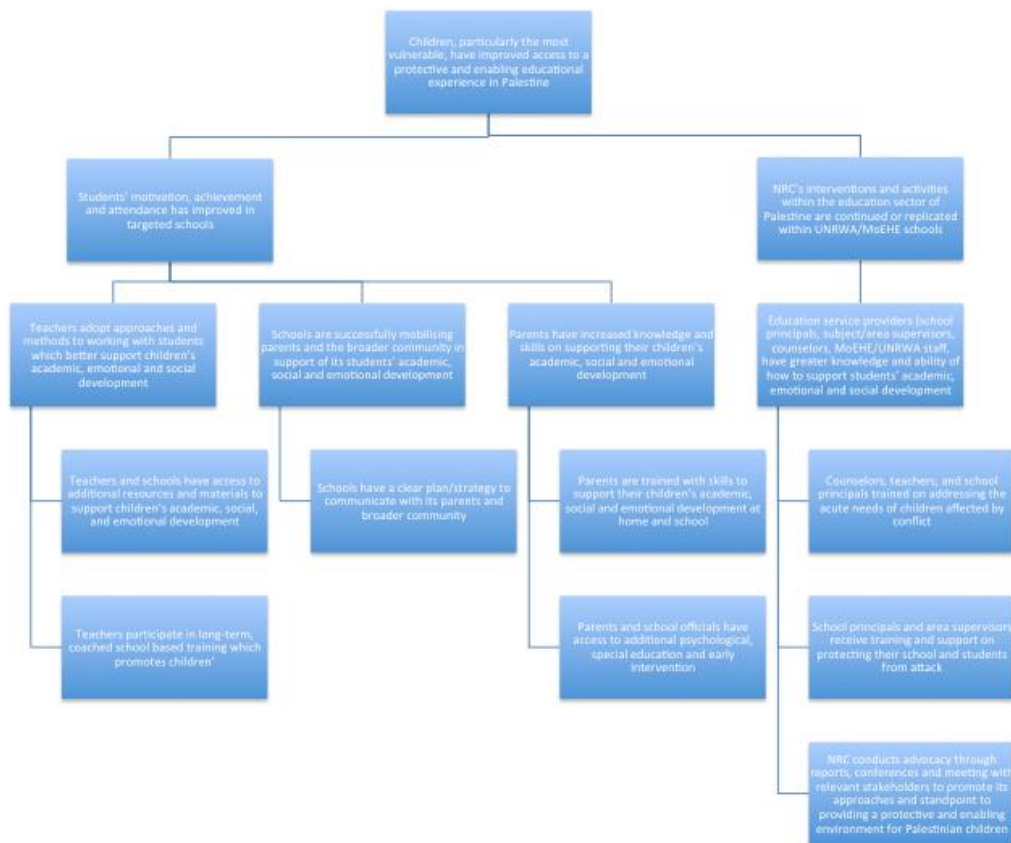 Children, particularly the most
vulnerable, have improved access to a
protective and enabling educational
experience in Palestine
Students' motivation, achievement
and attendance has improved in
targeted schools
NRC's interventions and activities
within the education sector of
Palestine are continued or replicated
within UNRWA/MoEHE schools
Teachers adopt approaches and
methods to working with students
which better support children's
academic, emotional and social
development
Schools are successfully mobilising
parents and the broader community in
support of its students' academic,
social and emotional development
Parents have increased knowledge and
skills on supporting their children's
academic, social and emotional
development
Education service providers (school
principals, subject/area supervisors,
counselors, MoEHE/UNRWA staff,
have greater knowledge and ability of
how to support students' academic,
emotional and social development
Teachers and schools have access to
additional resources and materials to
support children's academic, social,
and emotional development
Schools have a clear plan/strategy to
communicate with its parents and
broader community
Parents are trained with skills to
support their children's academic,
social and emotional development at
home and school
Counselors, teachers, and school
principals trained on addressing the
acute needs of children affected by
conflict
Teachers participate in long-term,
coached school based training which
promotes children'
Parents and school officials have
access to additional psychological,
special education and early
intervention
School principals and area supervisors
receive training and support on
protecting their school and students
from attack
NRC conducts advocacy through
reports, conferences and meeting with
relevant stakeholders to promote its
approaches and standpoint to
providing a protective and enabling
environment for Palestinian children